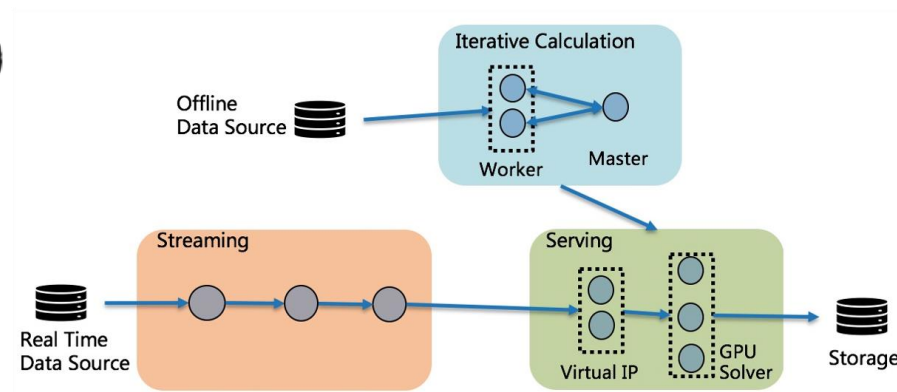 Iterative Calculation
Offline
Data Source
Worker
Master
Streaming
Serving
Real Time
Data Source
Virtual IP
GPU
Solver
Storage